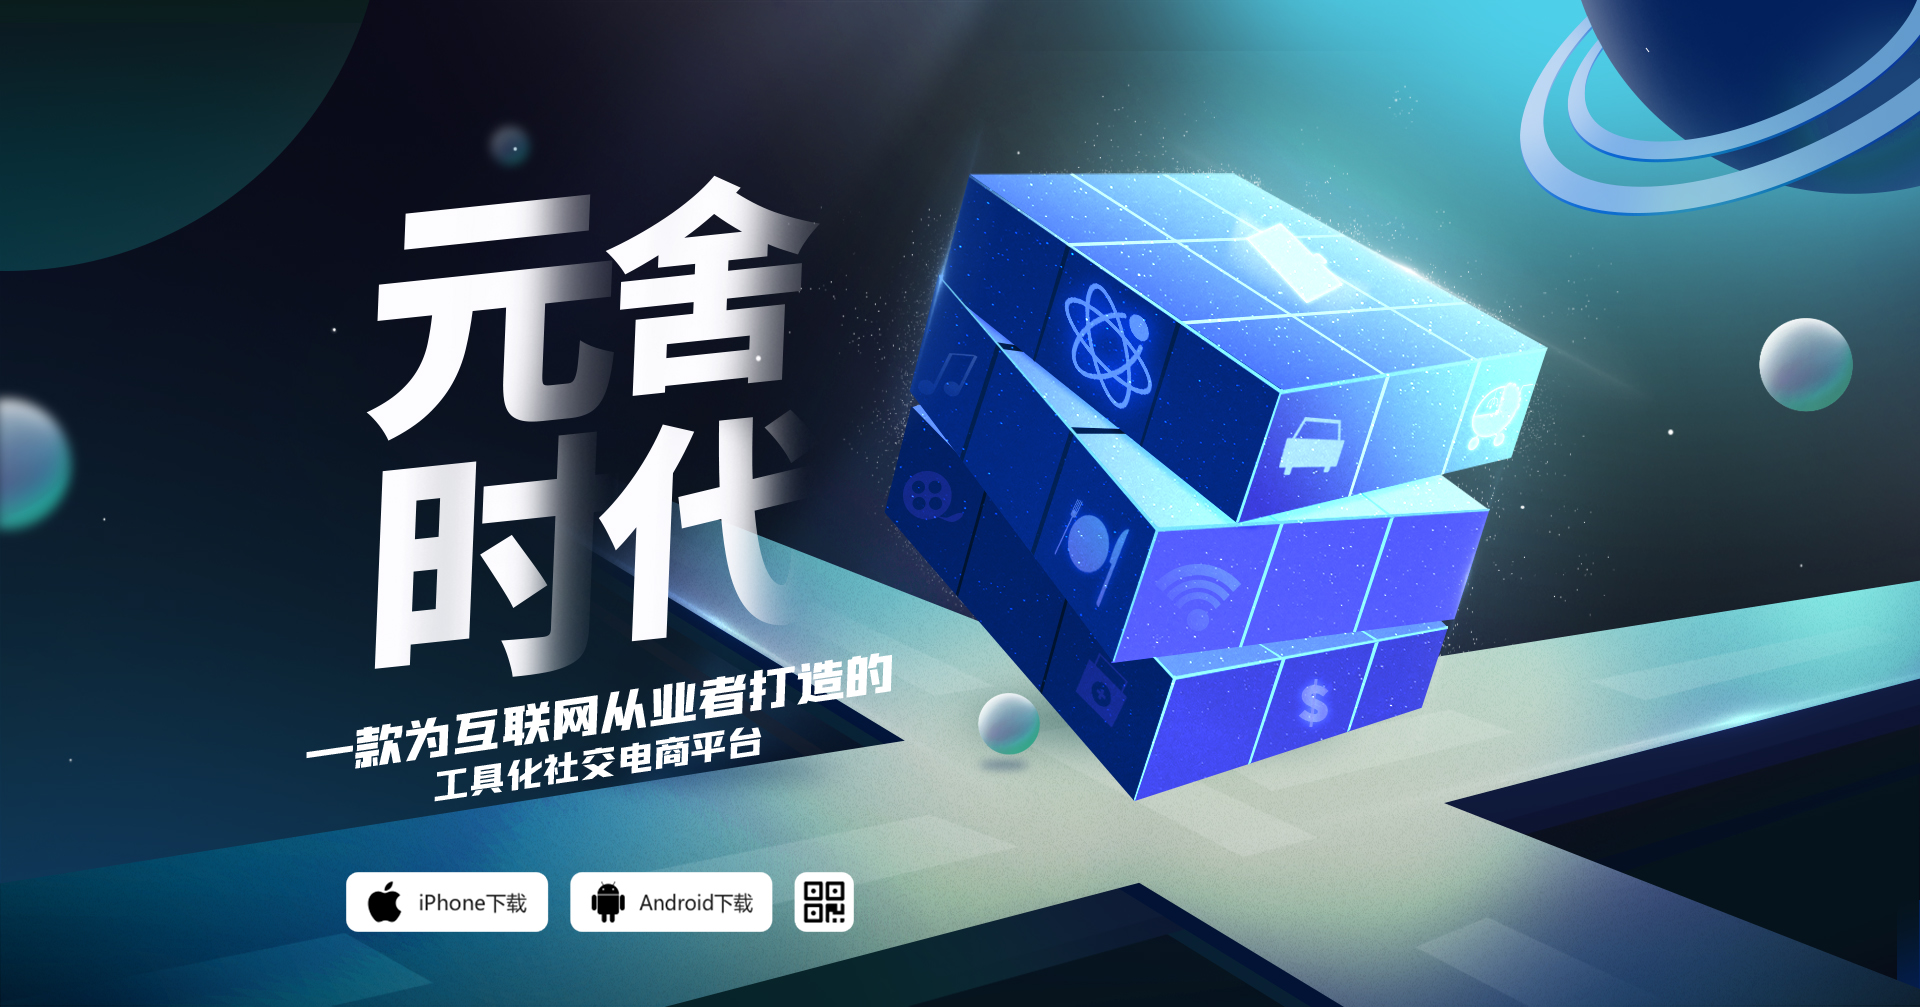 元舍
时代
一款为互联网从业者打造的
工具化社交电商平台
iPhone下载
Android下载